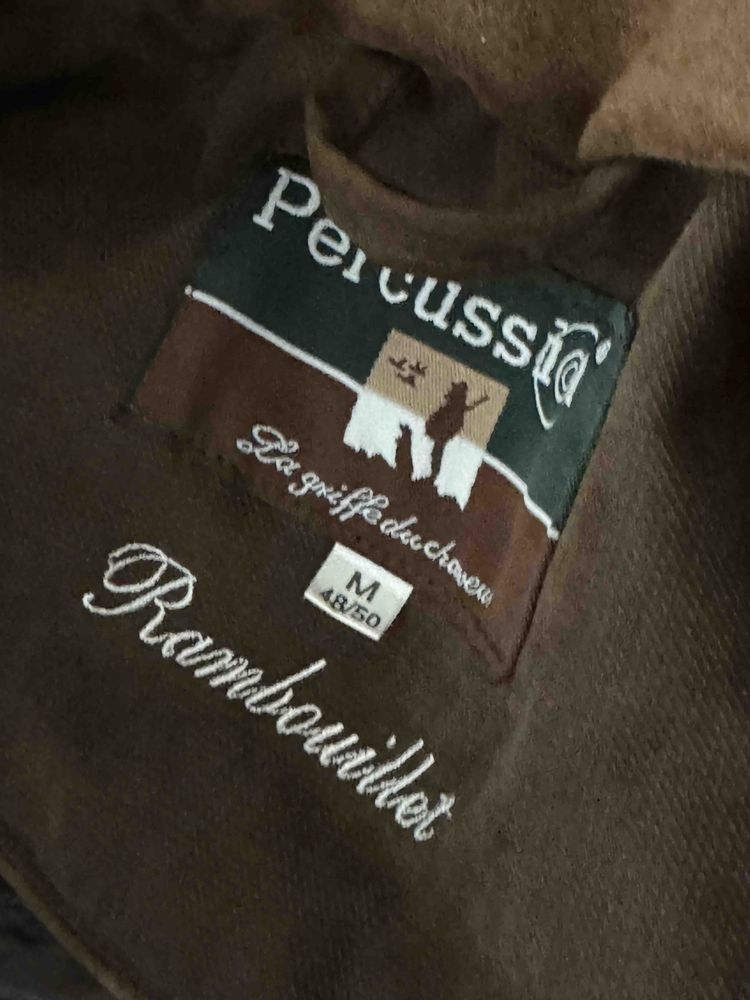 Percussion
La griffe du chasseur
M
48/50
Rambouillet